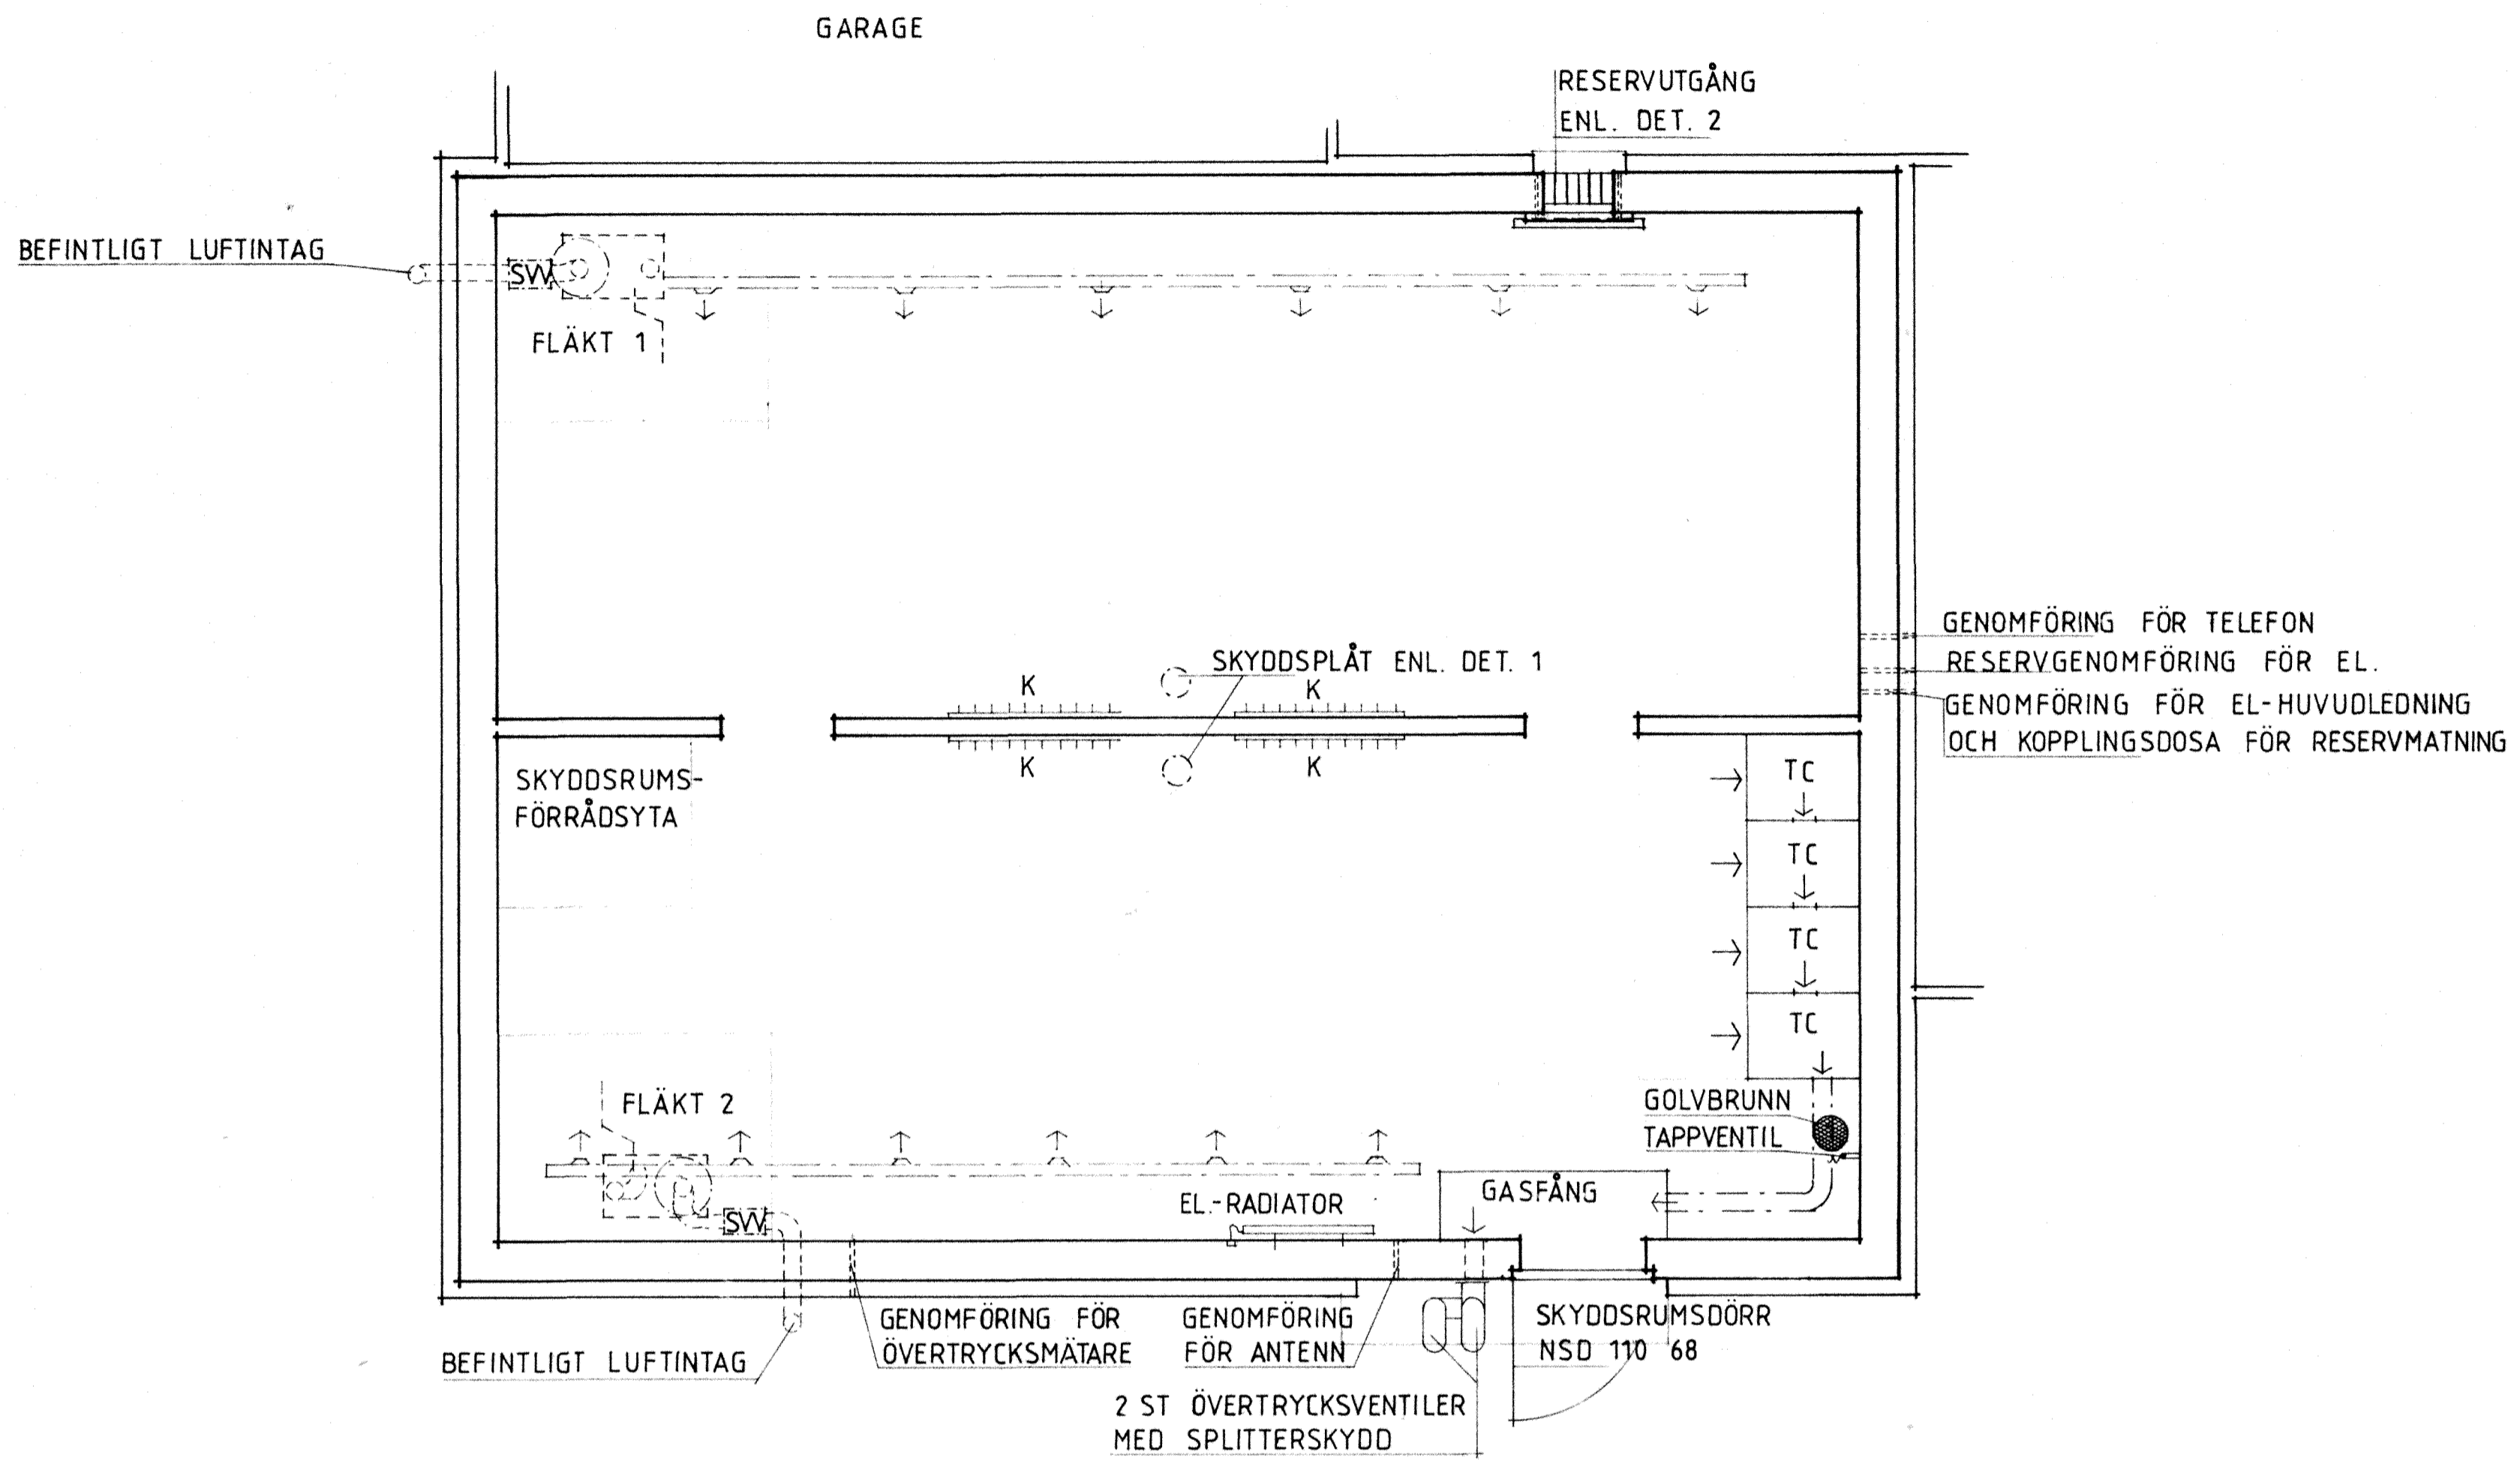 GARAGE
RESERVUTGÅNG
ENL. DET. 2
BEFINTLIGT LUFTINTAG
SVV
FLÄKT 1
GENOMFÖRING FÖR TELEFON
SKYDDSPLÅT ENL. DET. 1
RESERVGENOMFÖRING FÖR EL.
K
K
GENOMFÖRING FÖR EL-HUVUDLEDNING
OCH KOPPLINGSDOSA FÖR RESERVMATNING
K
K
SKYDDSRUMS-
FÖRRÅDSYTA
TC
TC
TC
TC
FLÄKT 2
GOLVBRUNN
TAPPVENTIL
GASFÅNG
EL.-RADIATOR
SVV
GENOMFÖRING FÖR
ÖVERTRYCKSMÄTARE
GENOMFÖRING
FÖR ANTENN
SKYDDSRUMSDÖRR
NSD 110 68
BEFINTLIGT LUFTINTAG
2 ST ÖVERTRYCKSVENTILER
MED SPLITTERSKYDD